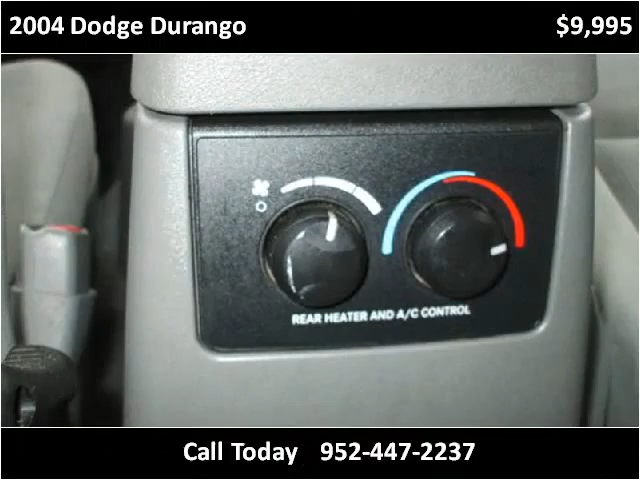 2004 Dodge Durango $9,995
REAR HEATER AND A/C CONTROL
Call Today 952-447-2237